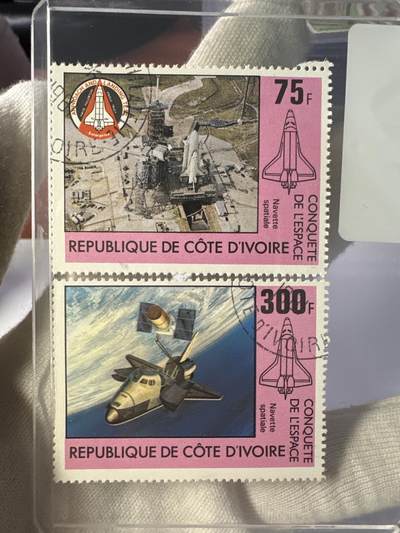 75F
Enterprise
Navette
spatiale
CONQUETE
DE L'ESPACE
REPUBLIQUE DE CÔTE D'IVOIRE
300F
Navette
spatiale
CONQUETE
DE L'ESPACE
REPUBLIQUE DE CÔTE D'IVOIRE